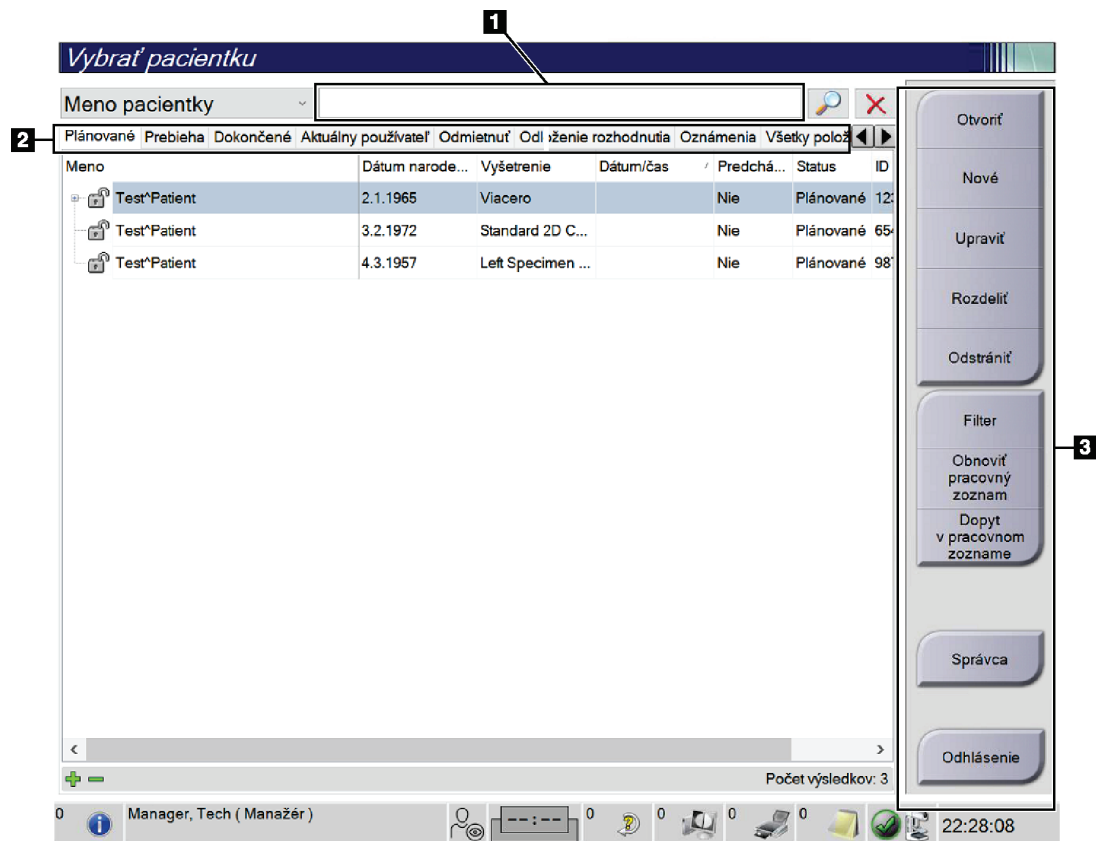 1
Vybrať pacientku
Meno pacientky
2
Plánované Prebieha Dokončené Aktuálny používateľ Odmietnuť Odloženie rozhodnutia Oznámenia Všetky polož
Meno Dátum narode... Vyšetrenie Dátum/čas Predchá... Status ID
Test^Patient 2.1.1965 Viacero Nie Plánované 123
Test^Patient 3.2.1972 Standard 2D C... Nie Plánované 654
Test^Patient 4.3.1957 Left Specimen ... Nie Plánované 987
Otvoriť
Nové
Upraviť
Rozdeliť
Odstrániť
Filter
Obnoviť
pracovný
zoznam
Dopyt
v pracovnom
zozname
3
Správca
Odhlásenie
Počet výsledkov: 3
0 Manager, Tech ( Manažér ) --:-- 0 0 0 0 22:28:08